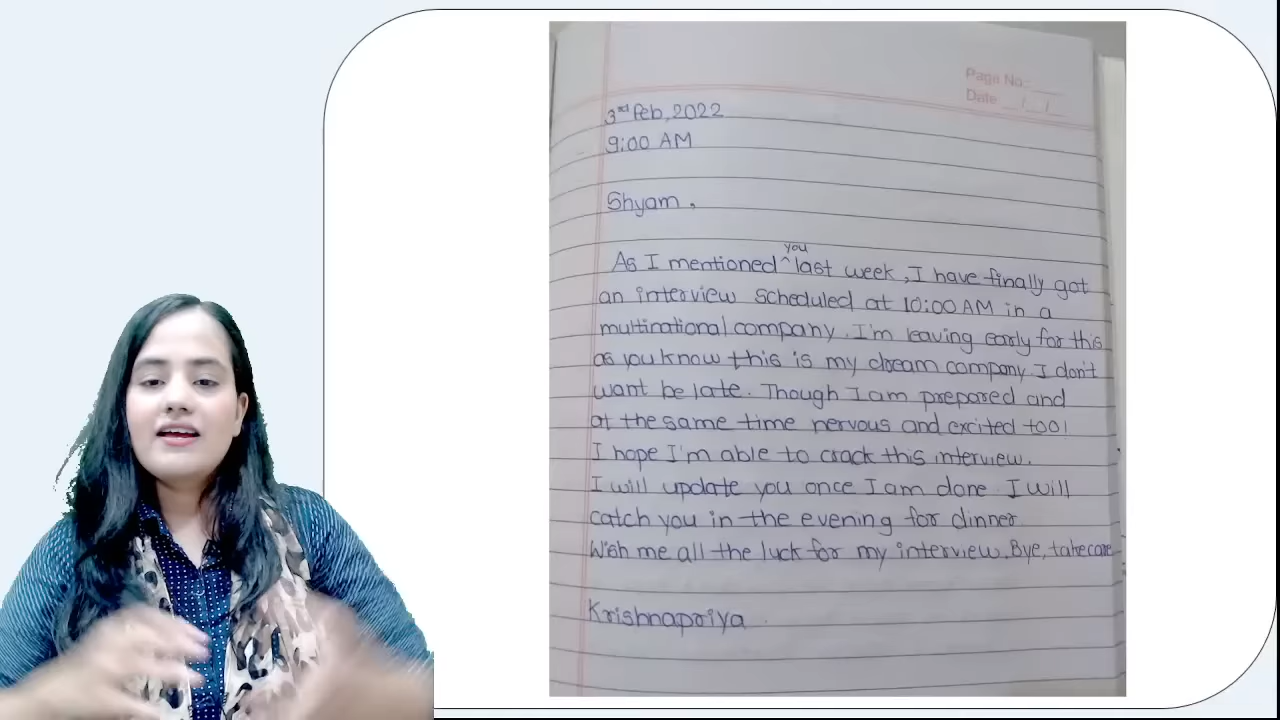 Page No:
Date / /
3rd Feb, 2022
9:00 AM
Shyam,
As I mentioned ^you last week, I have finally got
an interview scheduled at 10:00 AM in a
multinational company. I'm leaving early for this
as you know this is my dream company. I don't
want be late. Though I am prepared and
at the same time nervous and excited too!
I hope I'm able to crack this interview.
I will update you once I am done. I will
catch you in the evening for dinner
Wish me all the luck for my interview. Bye, take care
Krishnapriya